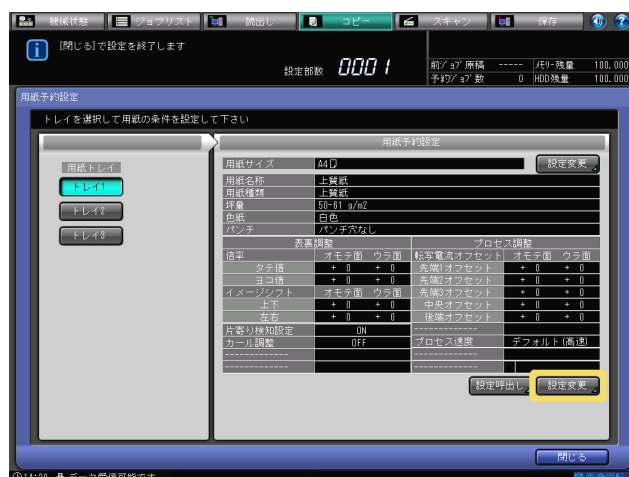 機械状態 ジョブリスト 読出し コピー スキャン 保存
[閉じる]で設定を終了します
設定部数 0001
前ジョブ原稿 ----- メモリー残量 100.000
予約ジョブ数 0 HDD残量 100.000
用紙予約設定
トレイを選択して用紙の条件を設定して下さい
用紙予約設定
用紙トレイ
トレイ1
トレイ2
トレイ3
用紙サイズ A4 設定変更
用紙名称 上質紙
用紙種類 上質紙
坪量 50-61 g/m2
色紙 白色
パンチ パンチ穴なし
表裏調整 プロセス調整
倍率 オモテ面 ウラ面 転写電流オフセット オモテ面 ウラ面
タテ倍 + 0 + 0 先端1オフセット + 0 + 0
ヨコ倍 + 0 + 0 先端2オフセット + 0 + 0
イメージシフト オモテ面 ウラ面 先端3オフセット + 0 + 0
上下 + 0 + 0 中央オフセット + 0 + 0
左右 + 0 + 0 後端オフセット + 0 + 0
片寄り検知設定 ON -------------
カール調整 OFF プロセス速度 デフォルト(高速)
------------- -------------
------------- -------------
設定呼出し 設定変更
閉じる